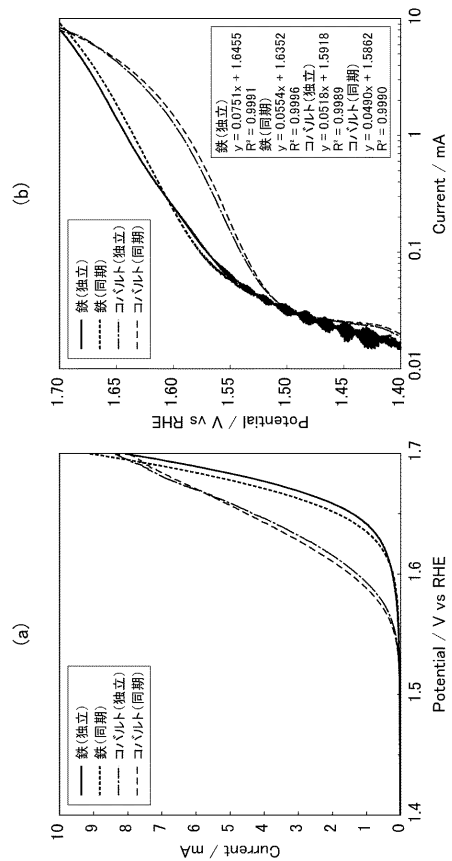 (a)
Current / mA
10
9
8
7
6
5
4
3
2
1
0
1.4
1.5
1.6
1.7
Potential / V vs RHE
鉄(独立)
鉄(同期)
コバルト(独立)
コバルト(同期)
(b)
Potential / V vs RHE
1.70
1.65
1.60
1.55
1.50
1.45
1.40
0.01
0.1
1
10
Current / mA
鉄(独立)
鉄(同期)
コバルト(独立)
コバルト(同期)
鉄(独立)
y = 0.0751x + 1.6455
R² = 0.9991
鉄(同期)
y = 0.0554x + 1.6352
R² = 0.9996
コバルト(独立)
y = 0.0518x + 1.5918
R² = 0.9989
コバルト(同期)
y = 0.0490x + 1.5862
R² = 0.9990